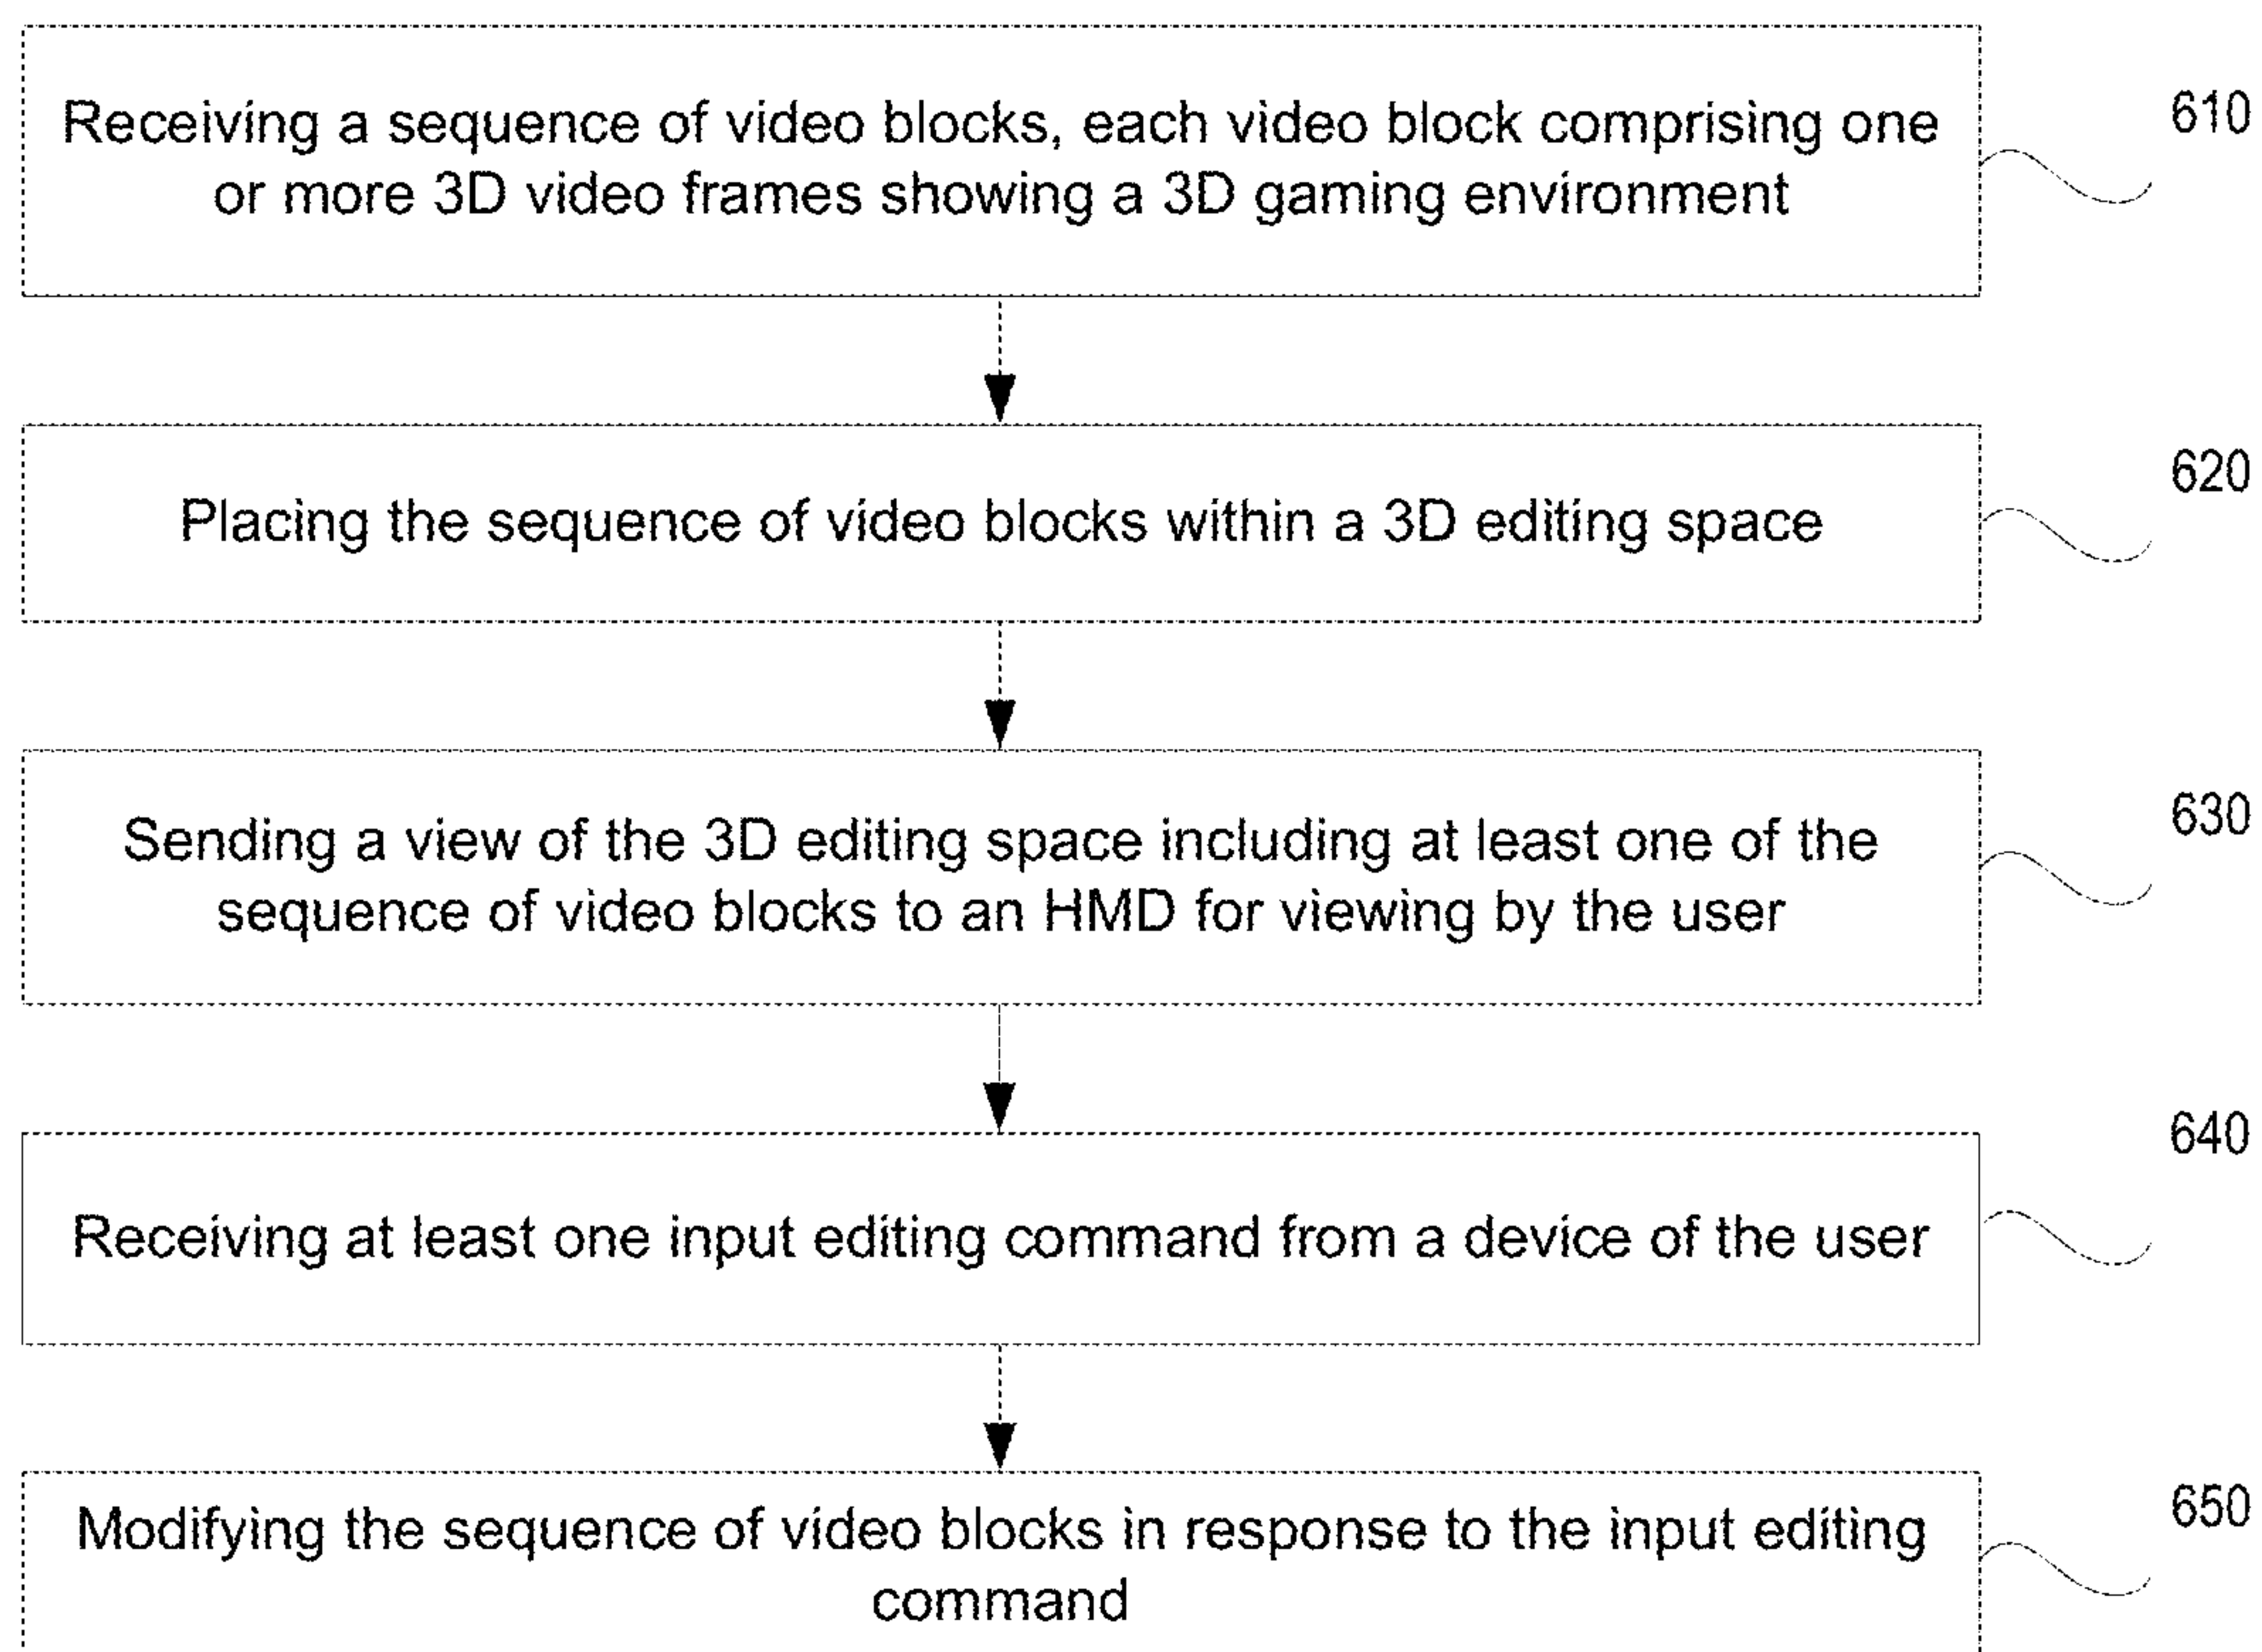 Receiving a sequence of video blocks, each video block comprising one
or more 3D video frames showing a 3D gaming environment
610
Placing the sequence of video blocks within a 3D editing space
620
Sending a view of the 3D editing space including at least one of the
sequence of video blocks to an HMD for viewing by the user
630
Receiving at least one input editing command from a device of the user
640
Modifying the sequence of video blocks in response to the input editing
command
650